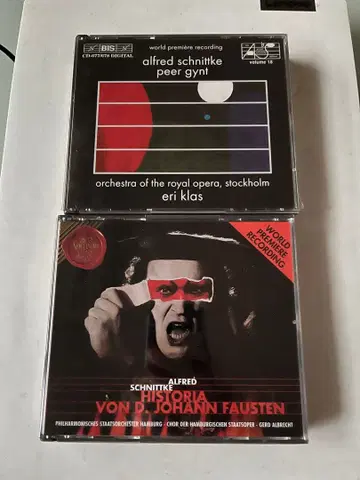 BIS
CD-677/678 DIGITAL
world première recording
alfred schnittke
peer gynt
volume 18
orchestra of the royal opera, stockholm
eri klas
WORLD
PREMIERE
RECORDING
ALFRED
SCHNITTKE
HISTORIA
VON D. JOHANN FAUSTEN
PHILHARMONISCHES STAATSORCHESTER HAMBURG · CHOR DER HAMBURGISCHEN STAATSOPER · GERD ALBRECHT